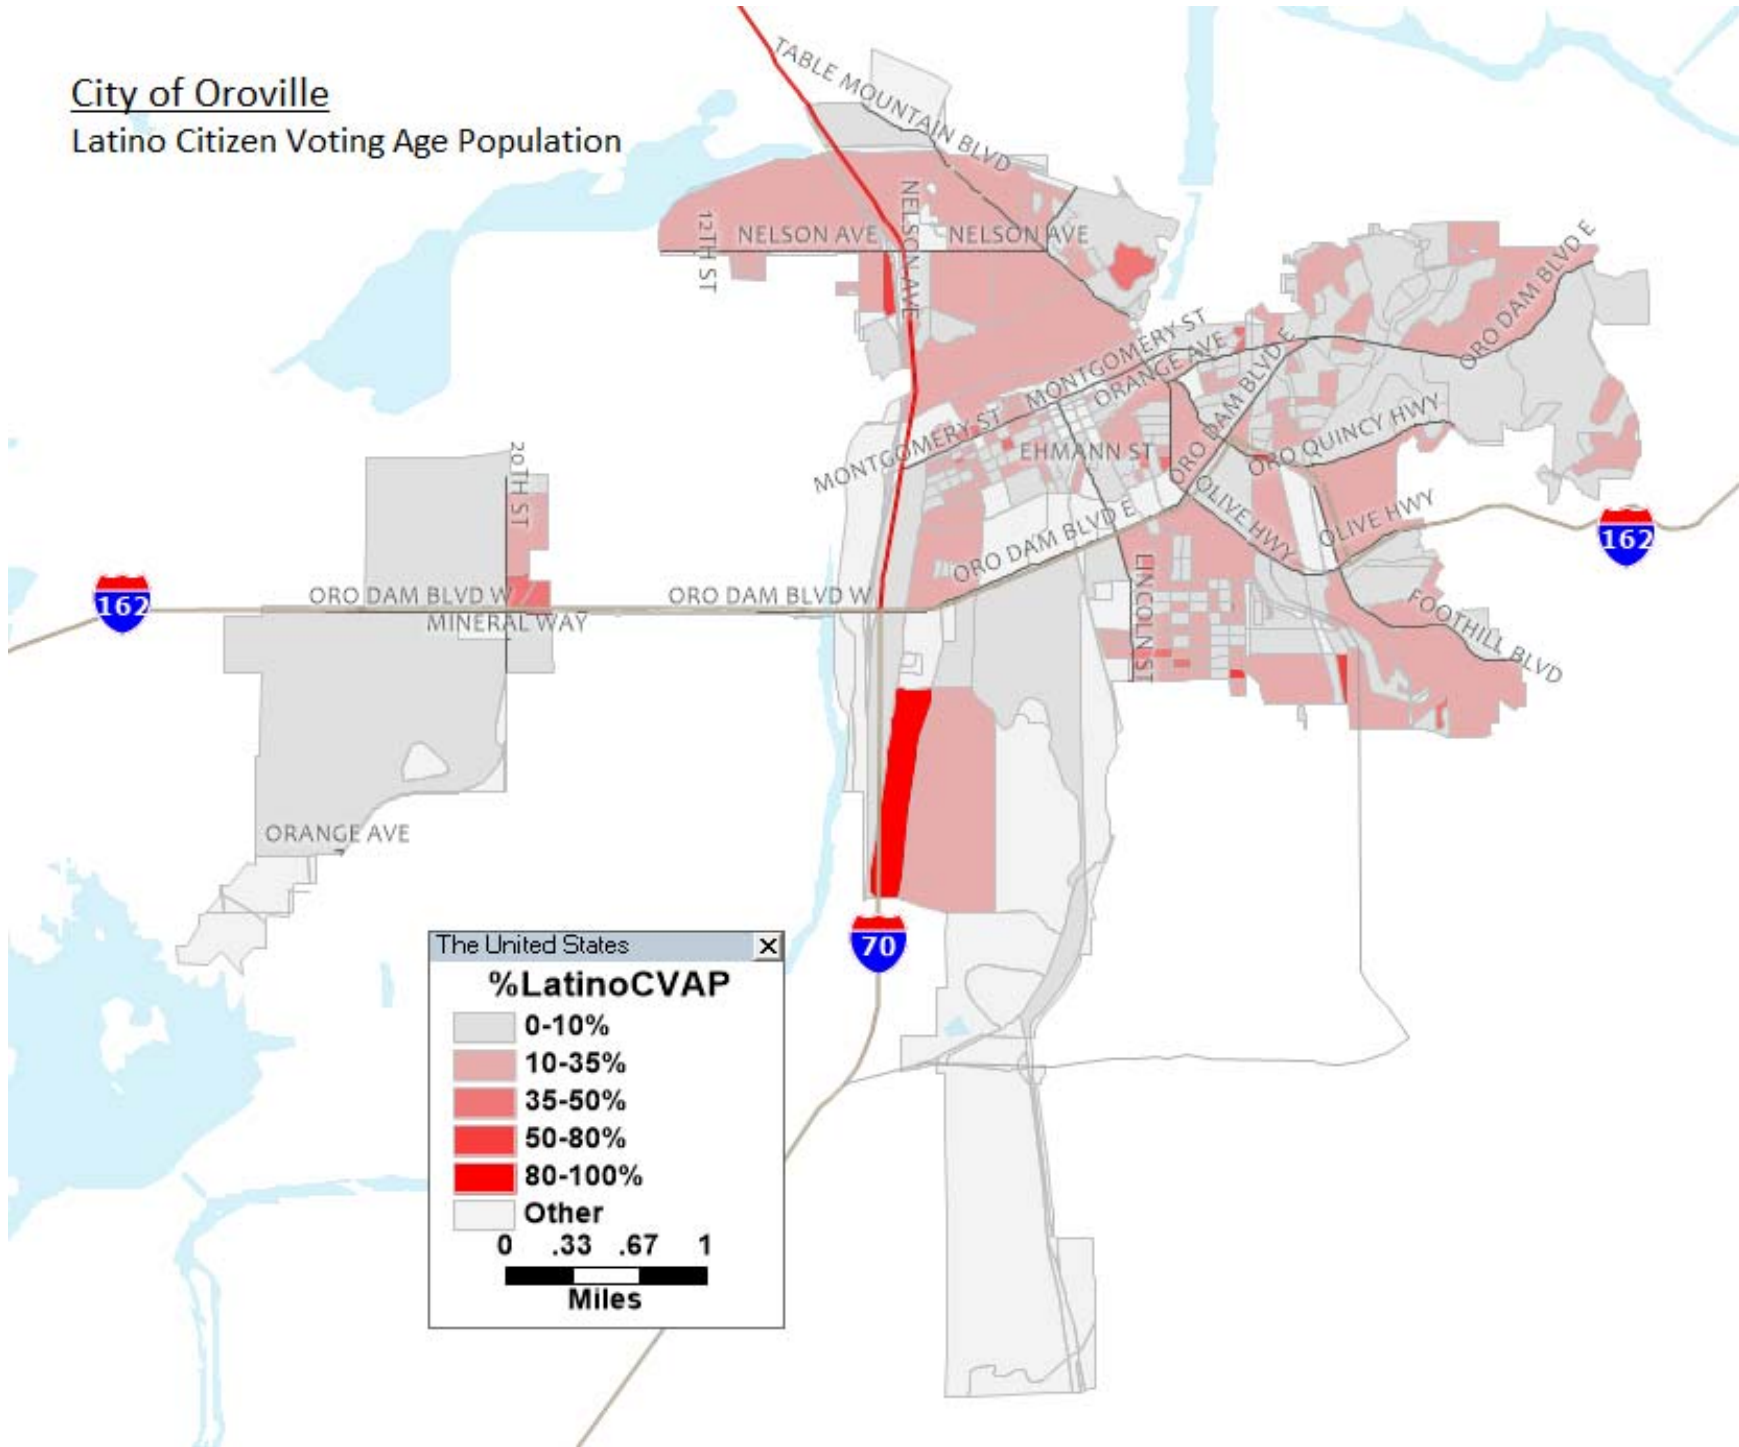 City of Oroville
Latino Citizen Voting Age Population
TABLE MOUNTAIN BLVD
NELSON AVE
12TH ST
NELSON AVE
NELSON AVE
ORO DAM BLVD E
MONTGOMERY ST
ORANGE AVE
MONTGOMERY ST
ORO DAM BLVD E
ORO QUINCY HWY
EHMANN ST
OLIVE HWY
OLIVE HWY
20TH ST
ORO DAM BLVD E
162
162
ORO DAM BLVD W
ORO DAM BLVD W
MINERAL WAY
LINCOLN ST
FOOTHILL BLVD
ORANGE AVE
70
The United States
%LatinoCVAP
0-10%
10-35%
35-50%
50-80%
80-100%
Other
0 .33 .67 1
Miles